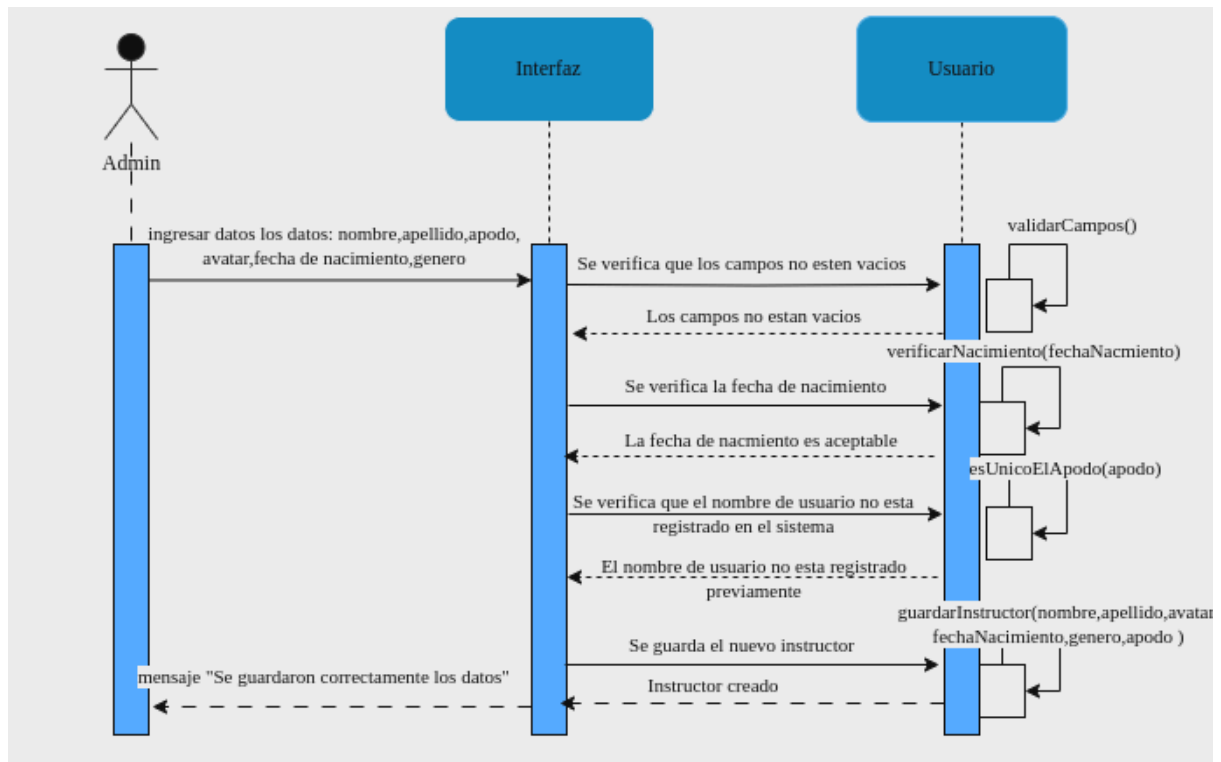 Interfaz
Usuario
Admin
ingresar datos los datos: nombre,apellido,apodo,
avatar,fecha de nacimiento,genero
validarCampos()
Se verifica que los campos no esten vacios
Los campos no estan vacios
verificarNacimiento(fechaNacmiento)
Se verifica la fecha de nacimiento
La fecha de nacmiento es aceptable
esUnicoElApodo(apodo)
Se verifica que el nombre de usuario no esta
registrado en el sistema
El nombre de usuario no esta registrado
previamente
guardarInstructor(nombre,apellido,avatar
fechaNacimiento,genero,apodo )
Se guarda el nuevo instructor
mensaje "Se guardaron correctamente los datos"
Instructor creado